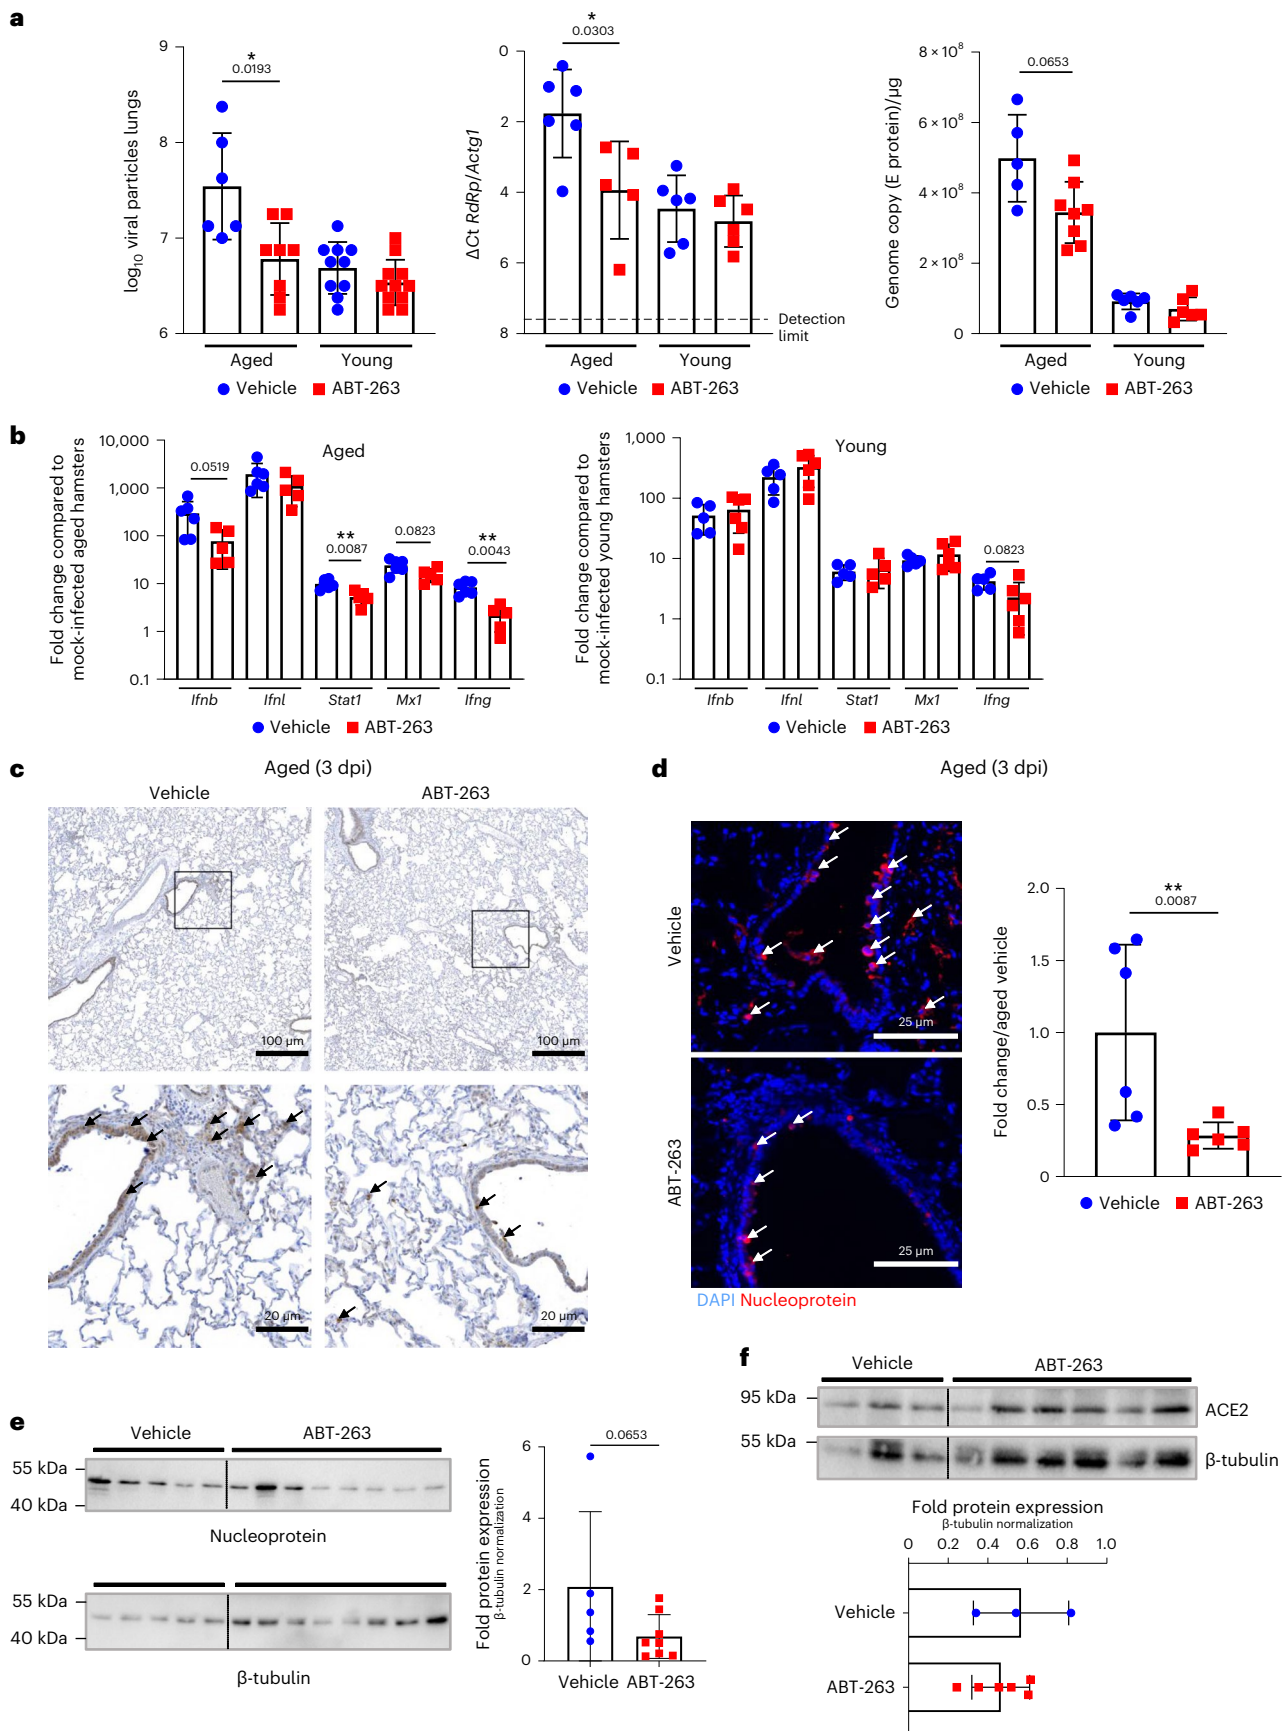 a
log10 viral particles lungs
9
8
7
6
*
0.0193
Aged
Young
Vehicle
ABT-263
ΔCt RdRp/Actg1
0
2
4
6
8
*
0.0303
Detection
limit
Aged
Young
Vehicle
ABT-263
Genome copy (E protein)/µg
8 × 10⁸
6 × 10⁸
4 × 10⁸
2 × 10⁸
0
0.0653
Aged
Young
Vehicle
ABT-263
b
Fold change compared to
mock-infected aged hamsters
10,000
1,000
100
10
1
0.1
Aged
0.0519
**
0.0087
0.0823
**
0.0043
Ifnb
Ifnl
Stat1
Mx1
Ifng
Vehicle
ABT-263
Fold change compared to
mock-infected young hamsters
1,000
100
10
1
0.1
Young
0.0823
Ifnb
Ifnl
Stat1
Mx1
Ifng
Vehicle
ABT-263
c
Aged (3 dpi)
Vehicle
ABT-263
100 µm
100 µm
20 µm
20 µm
d
Aged (3 dpi)
Vehicle
25 µm
ABT-263
25 µm
DAPI Nucleoprotein
Fold change/aged vehicle
2.0
1.5
1.0
0.5
0
**
0.0087
Vehicle
ABT-263
e
Vehicle
ABT-263
55 kDa
40 kDa
Nucleoprotein
55 kDa
40 kDa
β-tubulin
Fold protein expression
β-tubulin normalization
6
4
2
0
0.0653
Vehicle
ABT-263
f
Vehicle
ABT-263
95 kDa
ACE2
55 kDa
β-tubulin
Fold protein expression
β-tubulin normalization
0
0.2
0.4
0.6
0.8
1.0
Vehicle
ABT-263